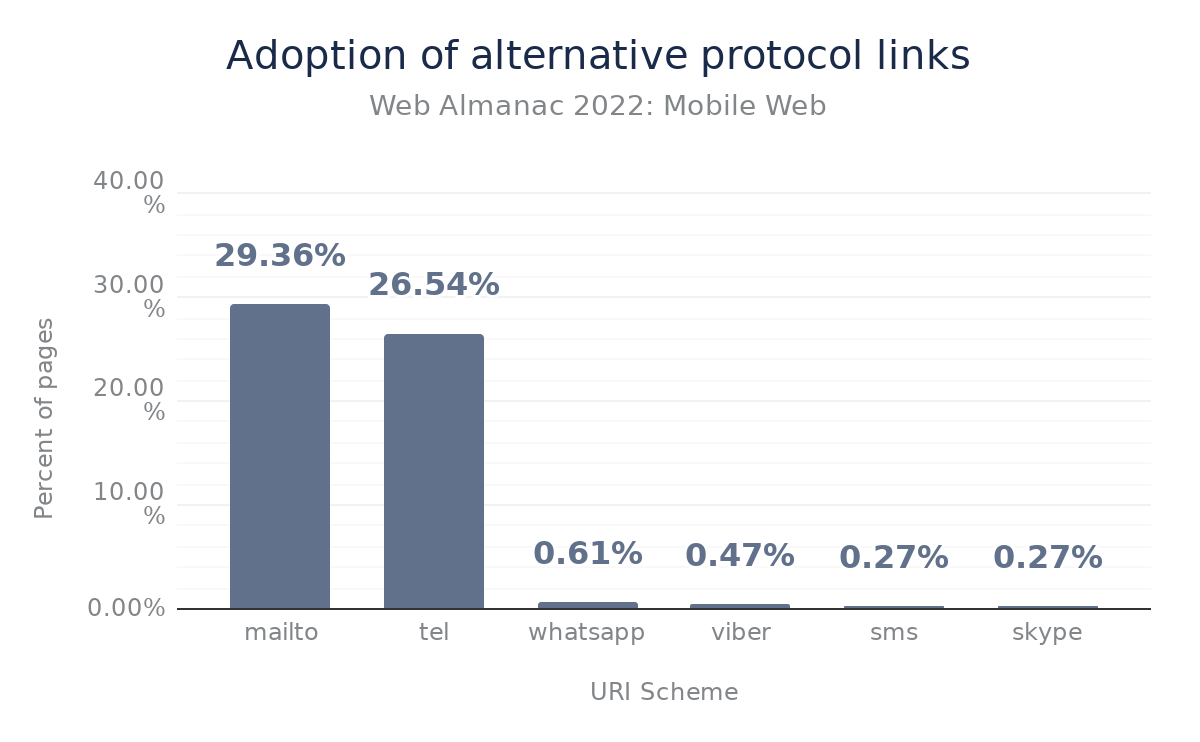 Adoption of alternative protocol links
Web Almanac 2022: Mobile Web
Percent of pages
40.00
%
30.00
%
20.00
%
10.00
%
0.00%
29.36%
26.54%
0.61%
0.47%
0.27%
0.27%
mailto
tel
whatsapp
viber
sms
skype
URI Scheme